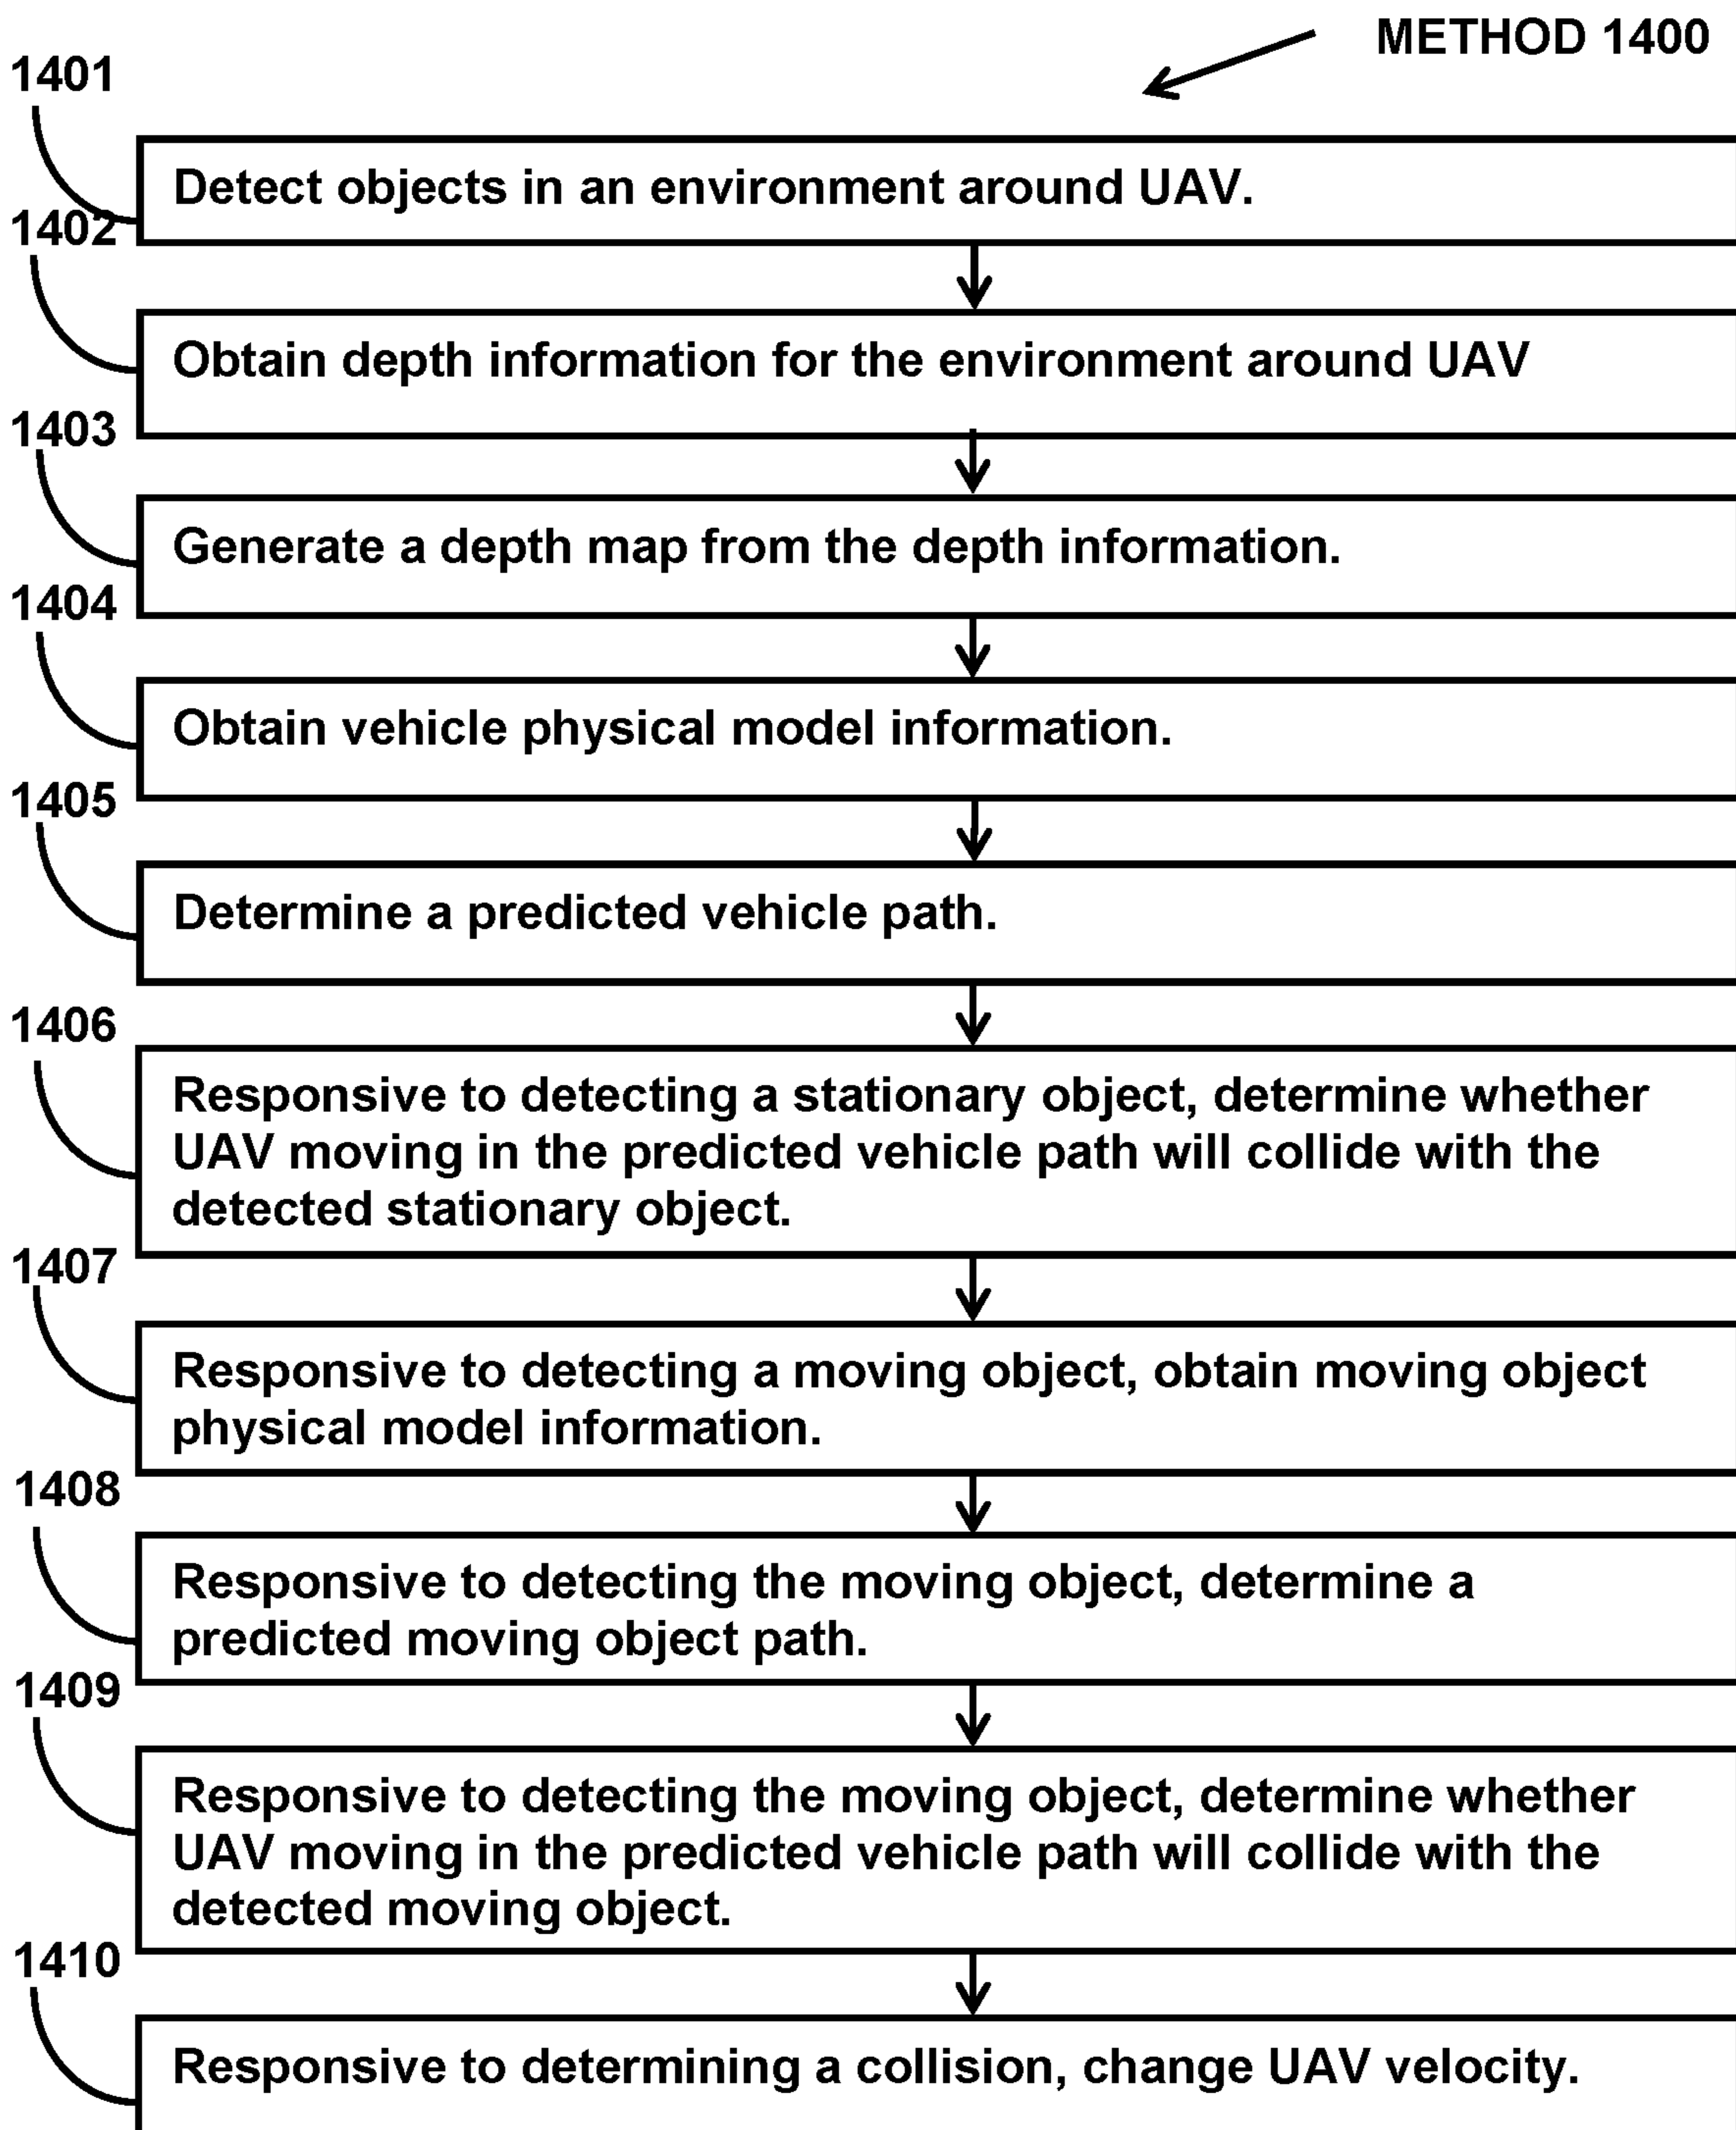 METHOD 1400
1401
Detect objects in an environment around UAV.
1402
Obtain depth information for the environment around UAV
1403
Generate a depth map from the depth information.
1404
Obtain vehicle physical model information.
1405
Determine a predicted vehicle path.
1406
Responsive to detecting a stationary object, determine whether
UAV moving in the predicted vehicle path will collide with the
detected stationary object.
1407
Responsive to detecting a moving object, obtain moving object
physical model information.
1408
Responsive to detecting the moving object, determine a
predicted moving object path.
1409
Responsive to detecting the moving object, determine whether
UAV moving in the predicted vehicle path will collide with the
detected moving object.
1410
Responsive to determining a collision, change UAV velocity.